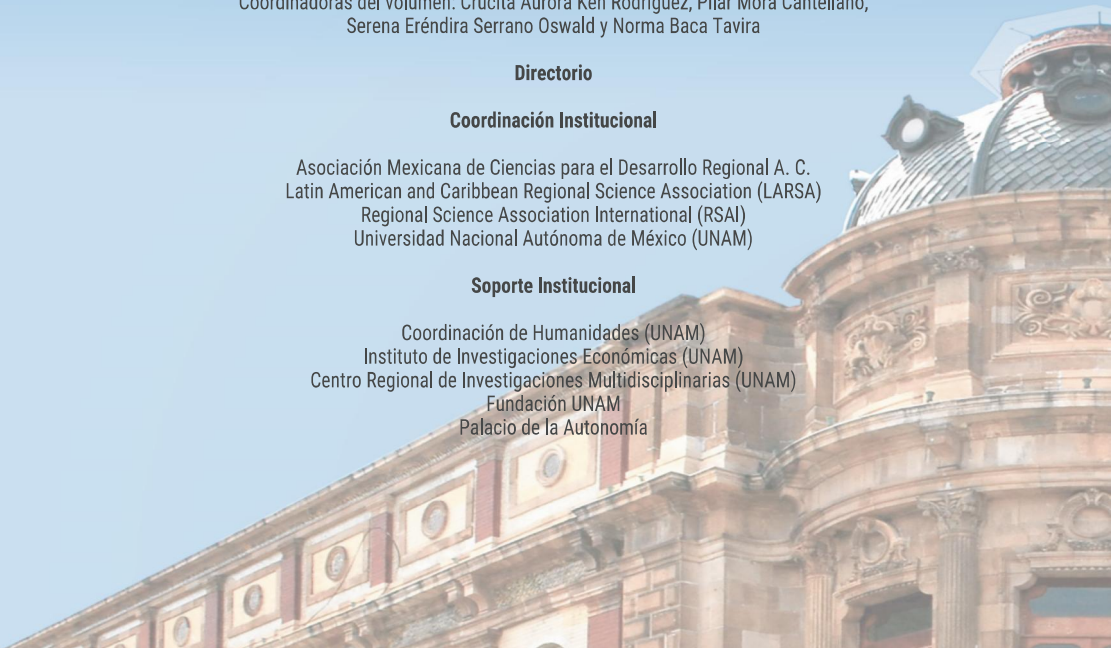 Coordinadoras del volumen: Crucita Aurora Ken Rodríguez, Pilar Mora Cantellano,
Serena Eréndira Serrano Oswald y Norma Baca Tavira
Directorio
Coordinación Institucional
Asociación Mexicana de Ciencias para el Desarrollo Regional A. C.
Latin American and Caribbean Regional Science Association (LARSA)
Regional Science Association International (RSAI)
Universidad Nacional Autónoma de México (UNAM)
Soporte Institucional
Coordinación de Humanidades (UNAM)
Instituto de Investigaciones Económicas (UNAM)
Centro Regional de Investigaciones Multidisciplinarias (UNAM)
Fundación UNAM
Palacio de la Autonomía